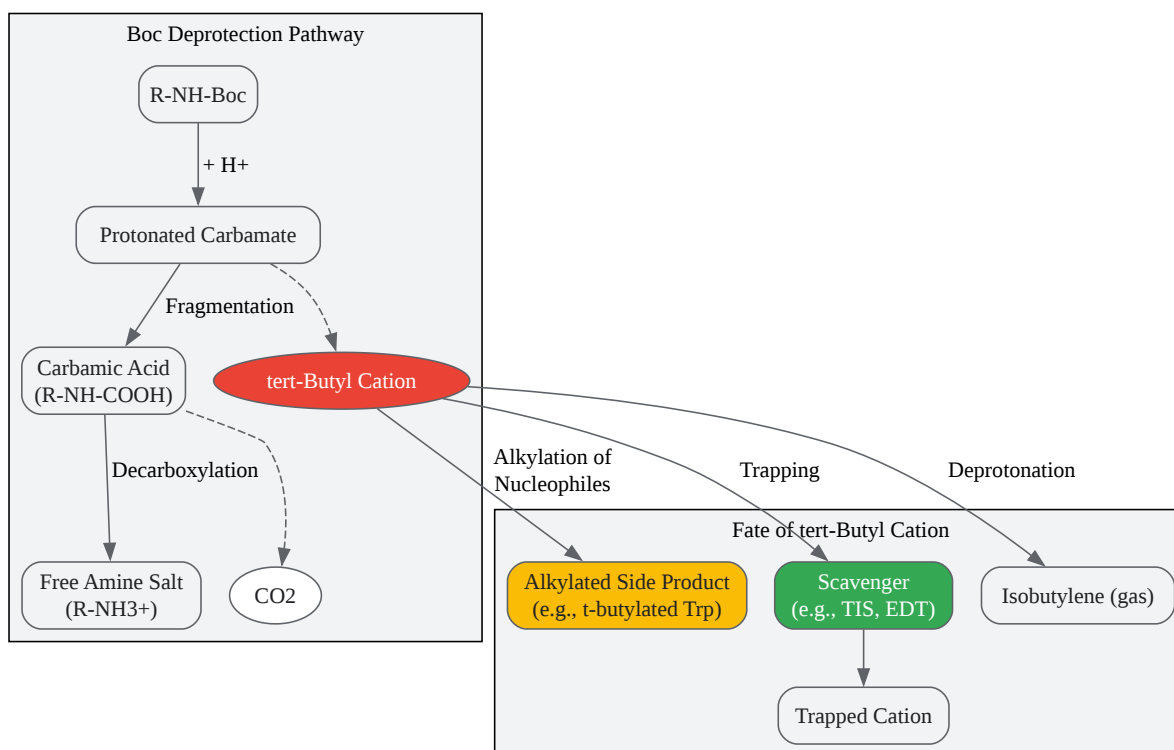 Boc Deprotection Pathway
R-NH-Boc
+ H+
Protonated Carbamate
Fragmentation
Carbamic Acid
(R-NH-COOH)
tert-Butyl Cation
Decarboxylation
Alkylation of
Nucleophiles
Trapping
Deprotonation
Free Amine Salt
(R-NH3+)
CO2
Fate of tert-Butyl Cation
Alkylated Side Product
(e.g., t-butylated Trp)
Scavenger
(e.g., TIS, EDT)
Isobutylene (gas)
Trapped Cation